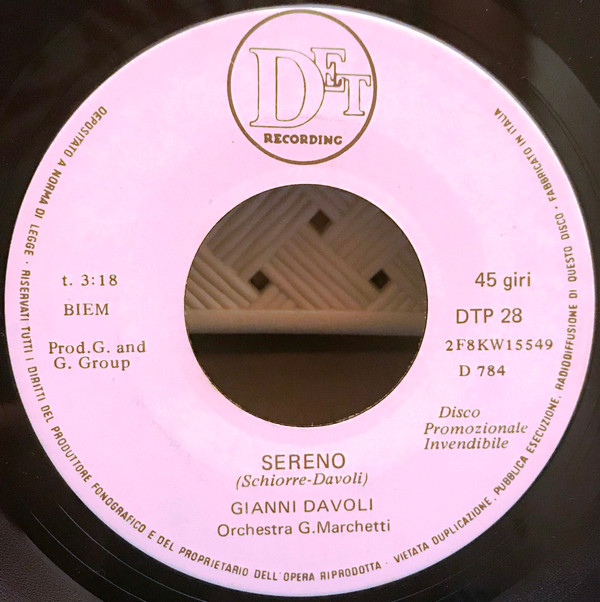 DET
RECORDING
DEPOSITATO A NORMA DI LEGGE · RISERVATI TUTTI I DIRITTI DEL PRODUTTORE FONOGRAFICO E DEL PROPRIETARIO DELL'OPERA RIPRODOTTA · VIETATA DUPLICAZIONE, PUBBLICA ESECUZIONE, RADIODIFFUSIONE DI QUESTO DISCO · FABBRICATO IN ITALIA
t. 3:18
BIEM
Prod.G. and
G. Group
45 giri
DTP 28
2F8KW15549
D 784
Disco
Promozionale
Invendibile
SERENO
(Schiorre-Davoli)
GIANNI DAVOLI
Orchestra G.Marchetti